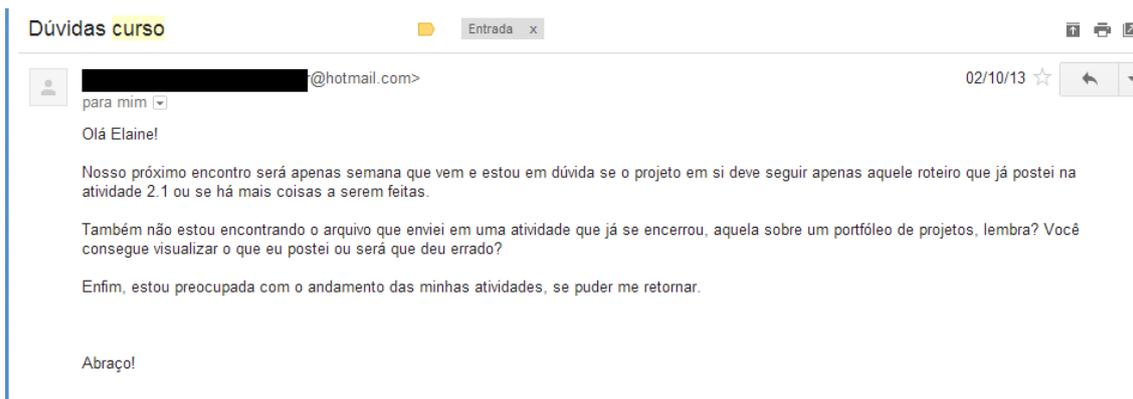 Dúvidas curso
Entrada x
@hotmail.com>
02/10/13
para mim
Olá Elaine!
Nosso próximo encontro será apenas semana que vem e estou em dúvida se o projeto em si deve seguir apenas aquele roteiro que já postei na
atividade 2.1 ou se há mais coisas a serem feitas.
Também não estou encontrando o arquivo que enviei em uma atividade que já se encerrou, aquela sobre um portfóleo de projetos, lembra? Você
consegue visualizar o que eu postei ou será que deu errado?
Enfim, estou preocupada com o andamento das minhas atividades, se puder me retornar.
Abraço!